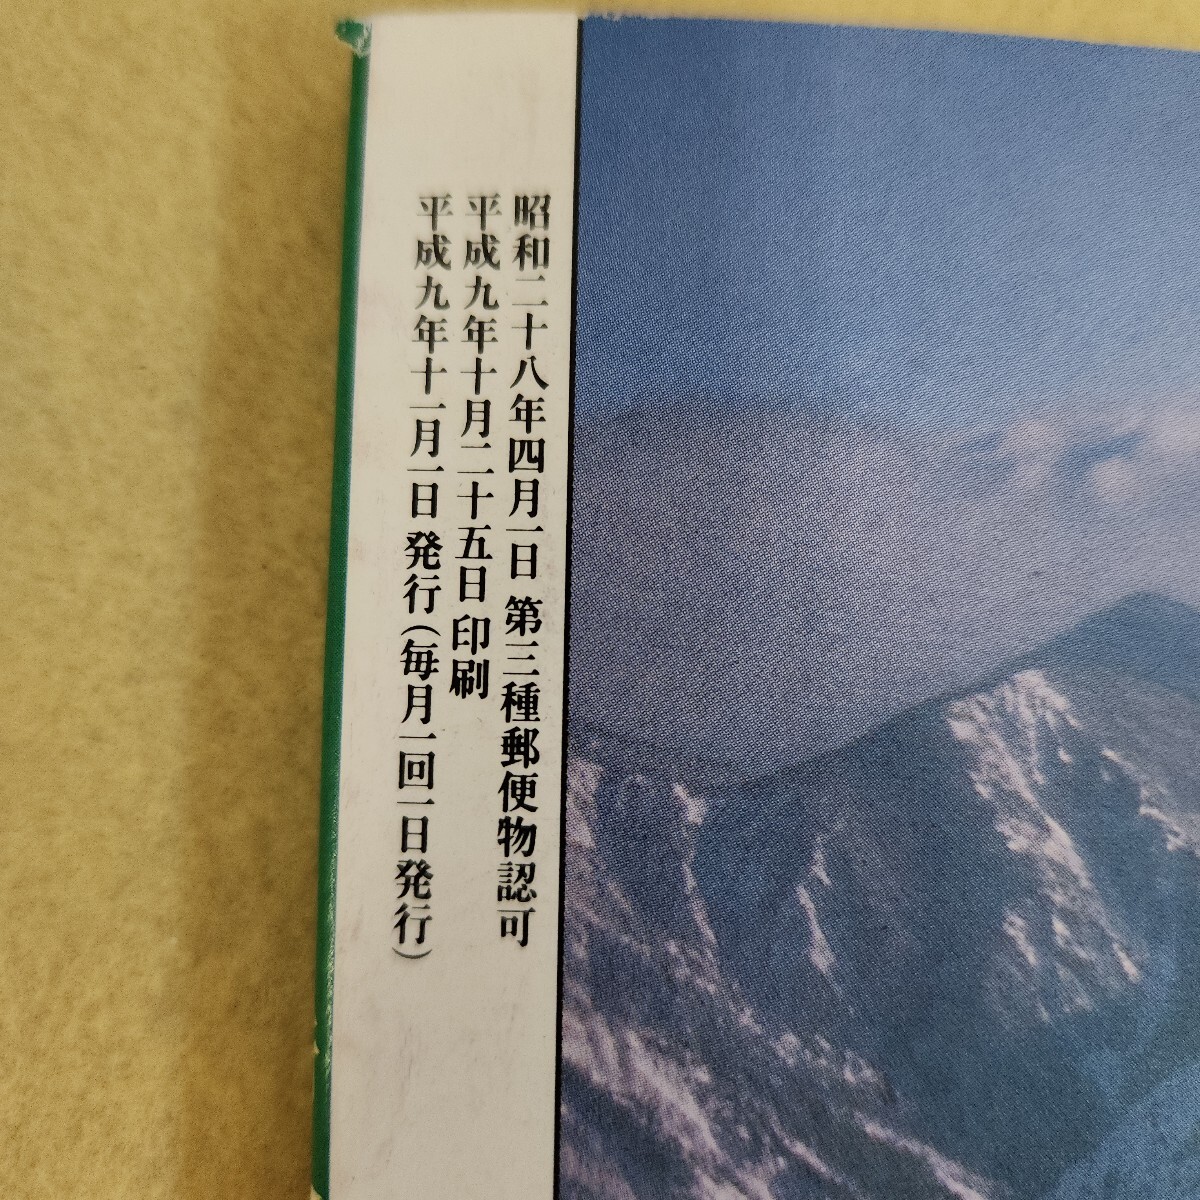 昭和二十八年四月一日 第三種郵便物認可
平成九年十月二十五日 印刷
平成九年十一月一日 発行(毎月一回一日発行)